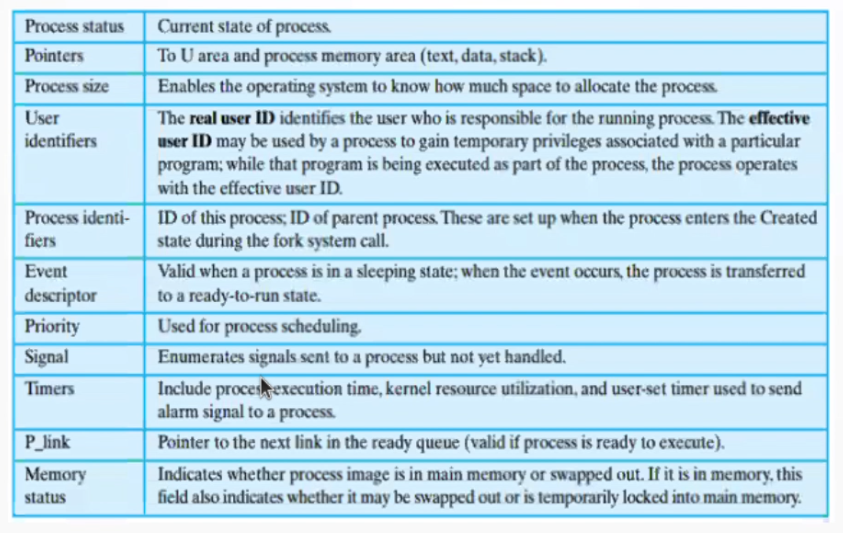 Process status Current state of process.
Pointers To U area and process memory area (text, data, stack).
Process size Enables the operating system to know how much space to allocate the process.
User The real user ID identifies the user who is responsible for the running process. The effective
identifiers user ID may be used by a process to gain temporary privileges associated with a particular
program; while that program is being executed as part of the process, the process operates
with the effective user ID.
Process identi- ID of this process; ID of parent process. These are set up when the process enters the Created
fiers state during the fork system call.
Event Valid when a process is in a sleeping state; when the event occurs, the process is transferred
descriptor to a ready-to-run state.
Priority Used for process scheduling.
Signal Enumerates signals sent to a process but not yet handled.
Timers Include process execution time, kernel resource utilization, and user-set timer used to send
alarm signal to a process.
P_link Pointer to the next link in the ready queue (valid if process is ready to execute).
Memory Indicates whether process image is in main memory or swapped out. If it is in memory, this
status field also indicates whether it may be swapped out or is temporarily locked into main memory.